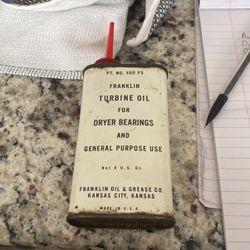 PT. NO. 600 FS
FRANKLIN
TURBINE OIL
FOR
DRYER BEARINGS
AND
GENERAL PURPOSE USE
Net 4 U.S. Oz.
FRANKLIN OIL & GREASE CO.
KANSAS CITY, KANSAS
MADE IN U.S.A.